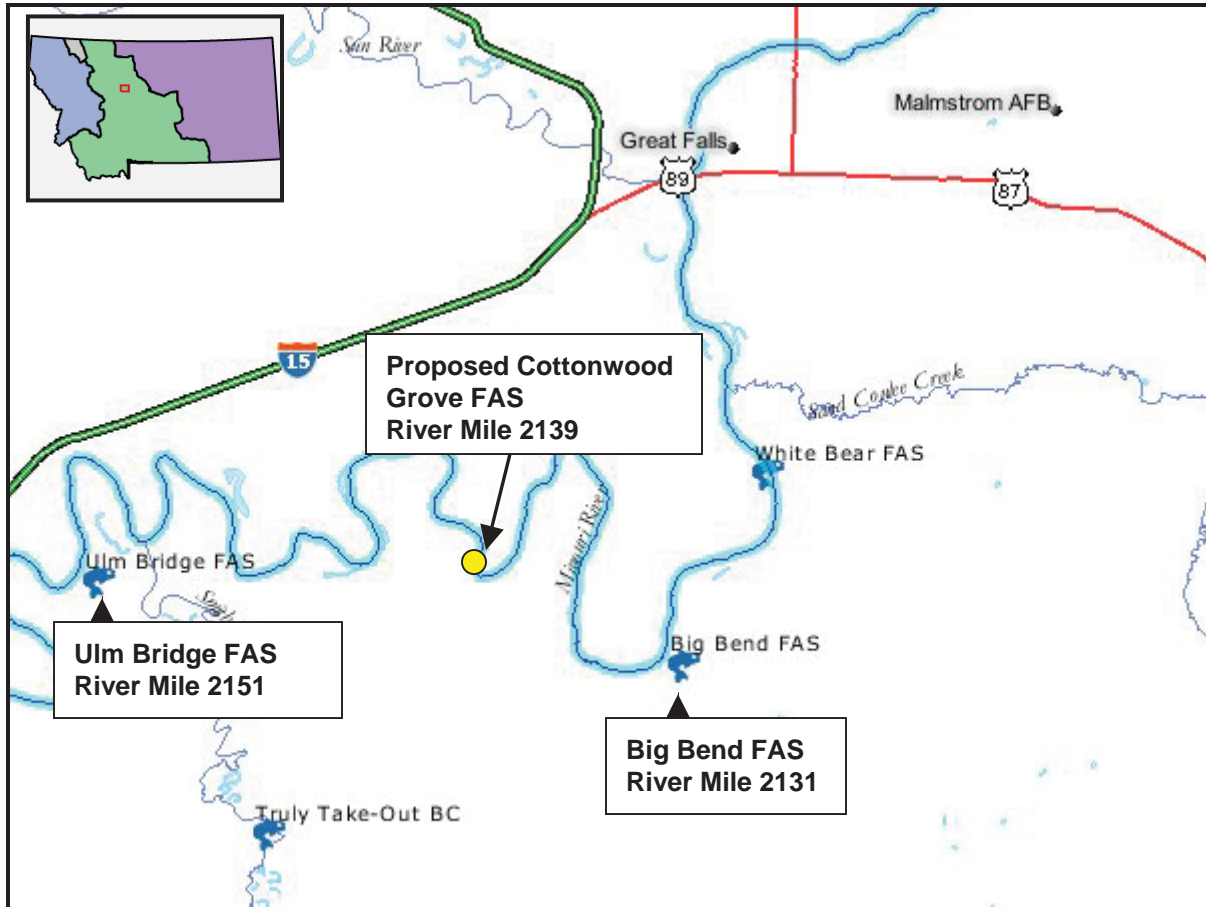 Sun River
Malmstrom AFB
Great Falls
89
87
15
Proposed Cottonwood
Grove FAS
River Mile 2139
Sand Coulee Creek
White Bear FAS
Missouri River
Ulm Bridge FAS
Big Bend FAS
Ulm Bridge FAS
River Mile 2151
Big Bend FAS
River Mile 2131
Truly Take-Out BC